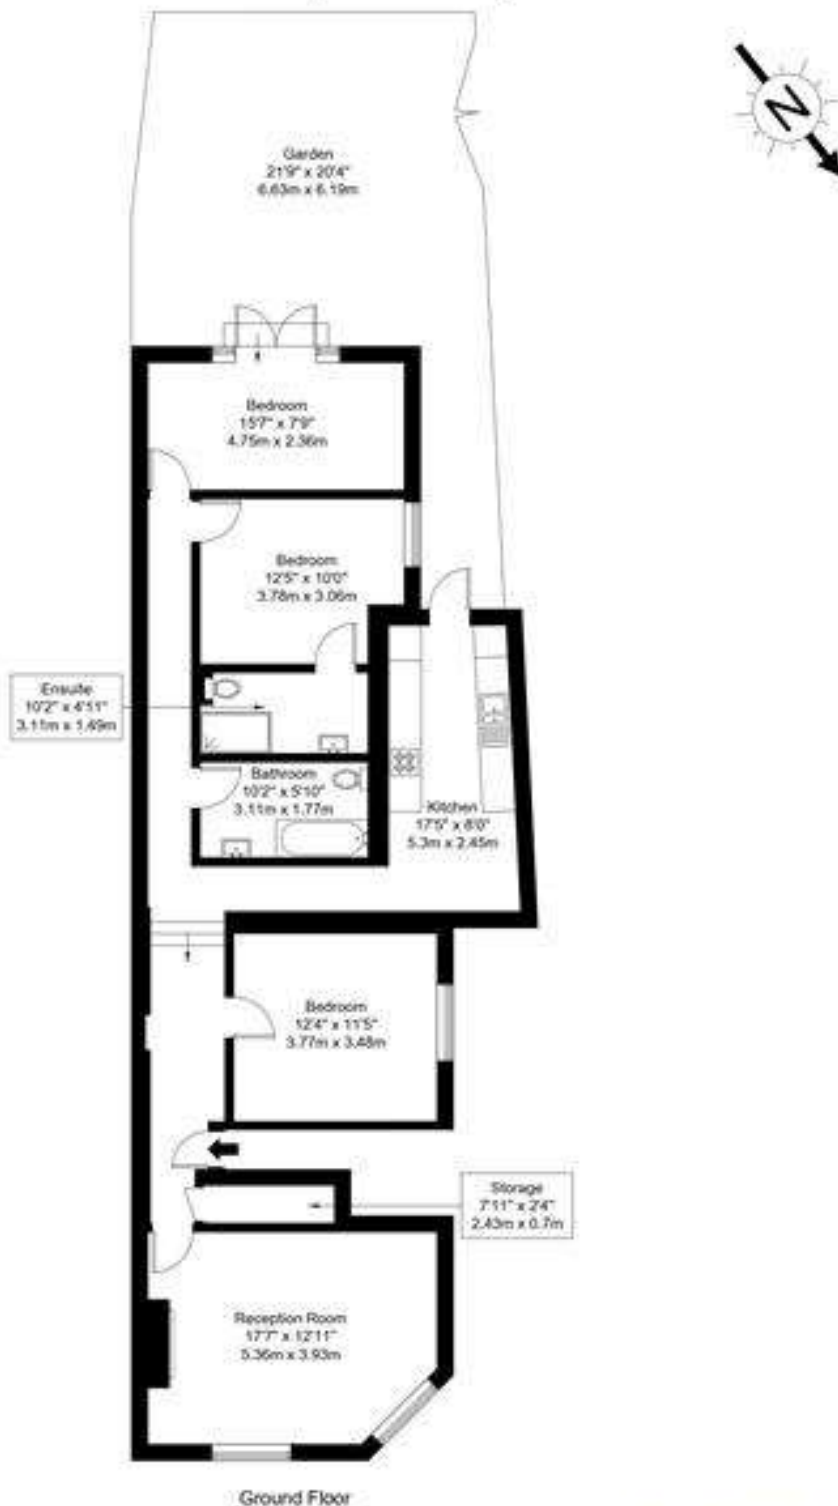 N
Garden
21'9" x 20'4"
6.63m x 6.19m
Bedroom
15'7" x 7'9"
4.75m x 2.36m
Bedroom
12'5" x 10'0"
3.78m x 3.06m
Ensuite
10'2" x 4'11"
3.11m x 1.49m
Bathroom
10'2" x 5'10"
3.11m x 1.77m
Kitchen
17'5" x 8'0"
5.3m x 2.45m
Bedroom
12'4" x 11'5"
3.77m x 3.48m
Storage
7'11" x 2'4"
2.43m x 0.7m
Reception Room
17'7" x 12'11"
5.36m x 3.93m
Ground Floor